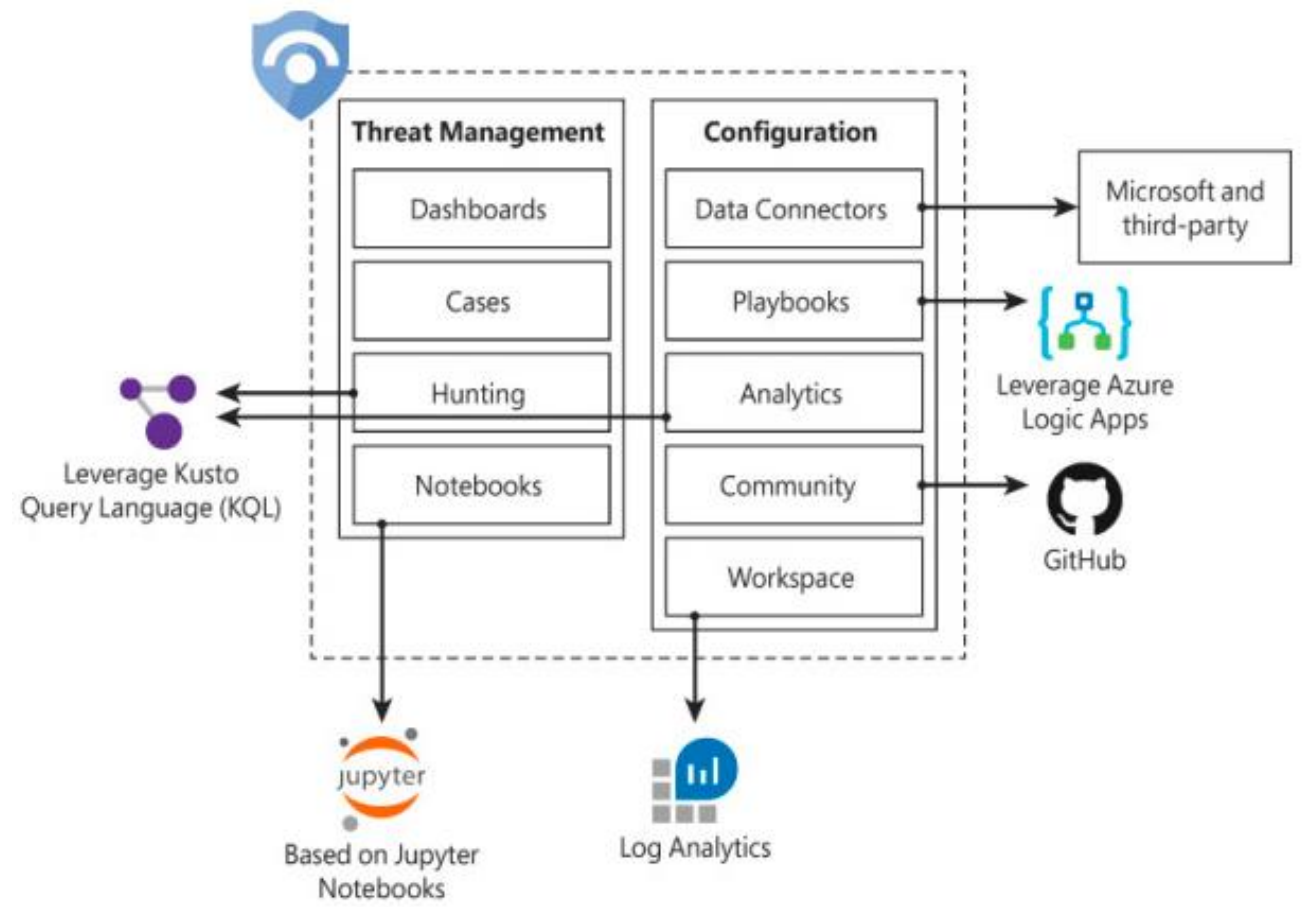 Threat Management
Dashboards
Cases
Hunting
Notebooks
Configuration
Data Connectors
Playbooks
Analytics
Community
Workspace
Microsoft and
third-party
Leverage Azure
Logic Apps
GitHub
Leverage Kusto
Query Language (KQL)
jupyter
Based on Jupyter
Notebooks
Log Analytics